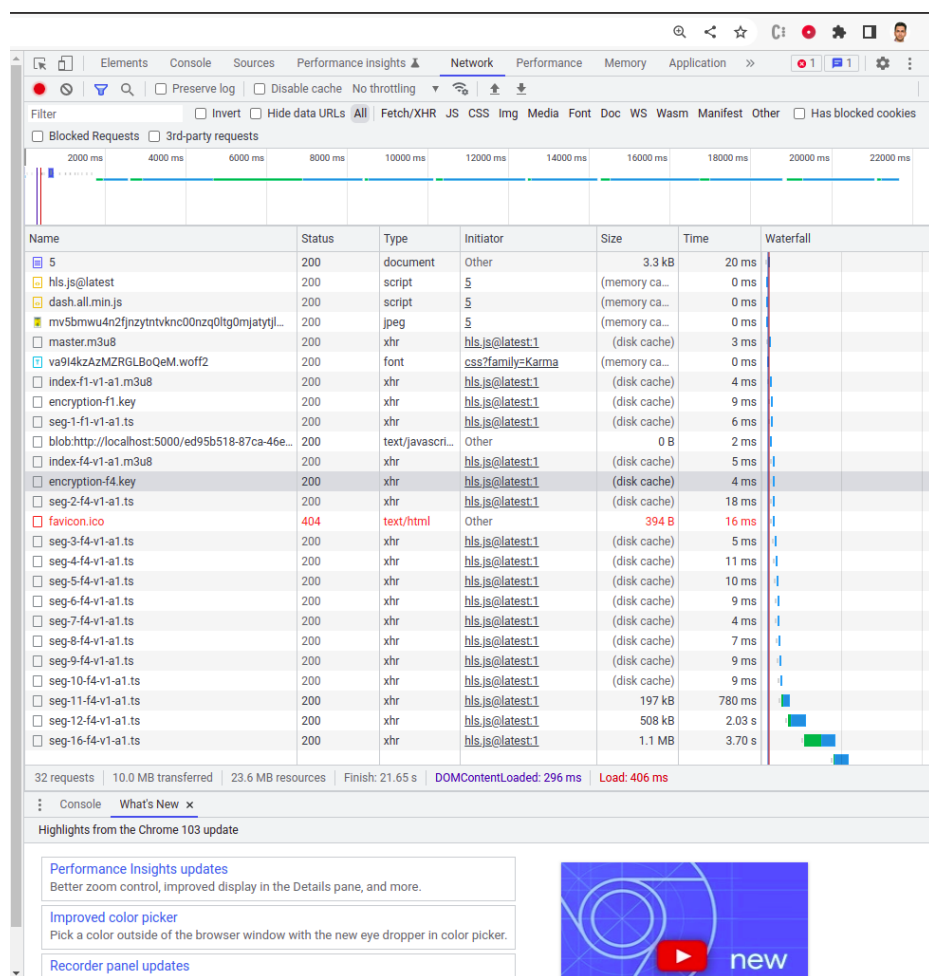 Elements Console Sources Performance insights Network Performance Memory Application » 1 1
Preserve log Disable cache No throttling
Filter Invert Hide data URLs All Fetch/XHR JS CSS Img Media Font Doc WS Wasm Manifest Other Has blocked cookies
Blocked Requests 3rd-party requests
2000 ms 4000 ms 6000 ms 8000 ms 10000 ms 12000 ms 14000 ms 16000 ms 18000 ms 20000 ms 22000 ms
Name Status Type Initiator Size Time Waterfall
5 200 document Other 3.3 kB 20 ms
hls.js@latest 200 script 5 (memory ca... 0 ms
dash.all.min.js 200 script 5 (memory ca... 0 ms
mv5bmwu4n2fjnzytntvknc00nzq0ltg0mjatytjl... 200 jpeg 5 (memory ca... 0 ms
master.m3u8 200 xhr hls.js@latest:1 (disk cache) 3 ms
va9I4kzAzMZRGLBoQeM.woff2 200 font css?family=Karma (memory ca... 0 ms
index-f1-v1-a1.m3u8 200 xhr hls.js@latest:1 (disk cache) 4 ms
encryption-f1.key 200 xhr hls.js@latest:1 (disk cache) 9 ms
seg-1-f1-v1-a1.ts 200 xhr hls.js@latest:1 (disk cache) 6 ms
blob:http://localhost:5000/ed95b518-87ca-46e... 200 text/javascri... Other 0 B 2 ms
index-f4-v1-a1.m3u8 200 xhr hls.js@latest:1 (disk cache) 5 ms
encryption-f4.key 200 xhr hls.js@latest:1 (disk cache) 4 ms
seg-2-f4-v1-a1.ts 200 xhr hls.js@latest:1 (disk cache) 18 ms
favicon.ico 404 text/html Other 394 B 16 ms
seg-3-f4-v1-a1.ts 200 xhr hls.js@latest:1 (disk cache) 5 ms
seg-4-f4-v1-a1.ts 200 xhr hls.js@latest:1 (disk cache) 11 ms
seg-5-f4-v1-a1.ts 200 xhr hls.js@latest:1 (disk cache) 10 ms
seg-6-f4-v1-a1.ts 200 xhr hls.js@latest:1 (disk cache) 9 ms
seg-7-f4-v1-a1.ts 200 xhr hls.js@latest:1 (disk cache) 4 ms
seg-8-f4-v1-a1.ts 200 xhr hls.js@latest:1 (disk cache) 7 ms
seg-9-f4-v1-a1.ts 200 xhr hls.js@latest:1 (disk cache) 9 ms
seg-10-f4-v1-a1.ts 200 xhr hls.js@latest:1 (disk cache) 9 ms
seg-11-f4-v1-a1.ts 200 xhr hls.js@latest:1 197 kB 780 ms
seg-12-f4-v1-a1.ts 200 xhr hls.js@latest:1 508 kB 2.03 s
seg-16-f4-v1-a1.ts 200 xhr hls.js@latest:1 1.1 MB 3.70 s
32 requests 10.0 MB transferred 23.6 MB resources Finish: 21.65 s DOMContentLoaded: 296 ms Load: 406 ms
Console What's New ×
Highlights from the Chrome 103 update
Performance Insights updates
Better zoom control, improved display in the Details pane, and more.
Improved color picker
Pick a color outside of the browser window with the new eye dropper in color picker.
Recorder panel updates
new